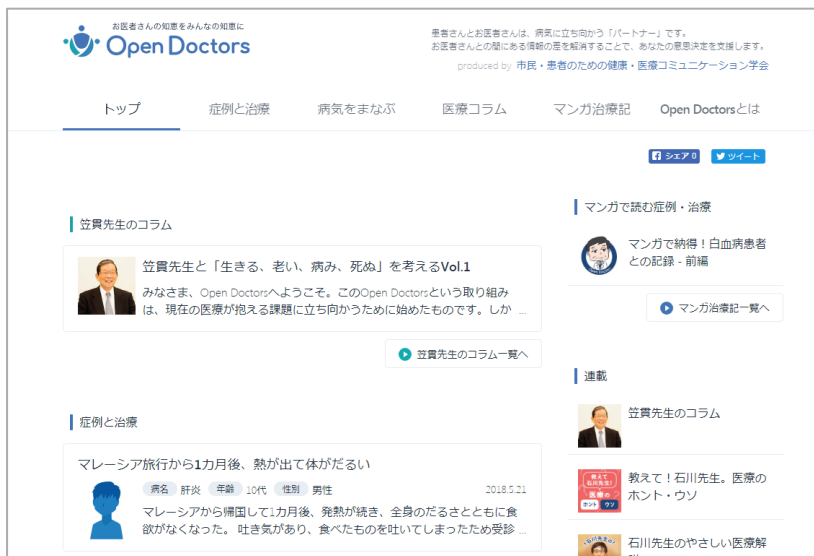 お医者さんの知恵をみんなの知恵に
Open Doctors
患者さんとお医者さんは、病気に立ち向かう「パートナー」です。
お医者さんとの間にある情報の差を解消することで、あなたの意思決定を支援します。
produced by 市民・患者のための健康・医療コミュニケーション学会
トップ 症例と治療 病気をまなぶ 医療コラム マンガ治療記 Open Doctorsとは
シェア 0 ツイート
笠貫先生のコラム
笠貫先生と「生きる、老い、病み、死ぬ」を考えるVol.1
みなさま、Open Doctorsへようこそ。このOpen Doctorsという取り組み
は、現在の医療が抱える課題に立ち向かうために始めたものです。しか ...
笠貫先生のコラム一覧へ
症例と治療
マレーシア旅行から1カ月後、熱が出て体がだるい
病名 肝炎 年齢 10代 性別 男性 2018.5.21
マレーシアから帰国して1カ月後、発熱が続き、全身のだるさとともに食
欲がなくなった。 吐き気があり、食べたものを吐いてしまったため受診 ...
マンガで読む症例・治療
マンガで納得！白血病患者
との記録 - 前編
マンガ治療記一覧へ
連載
笠貫先生のコラム
教えて
石川先生!
医療の
ホント・ウソ
教えて！石川先生。医療の
ホント・ウソ
石川先生のやさしい医療解